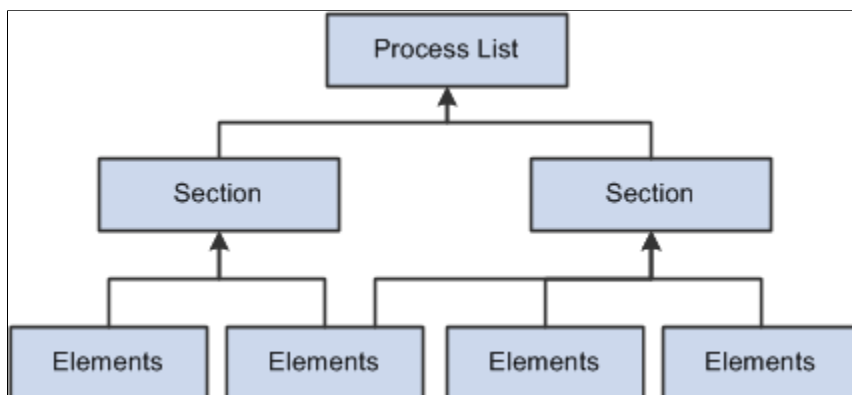 Process List
Section
Section
Elements
Elements
Elements
Elements